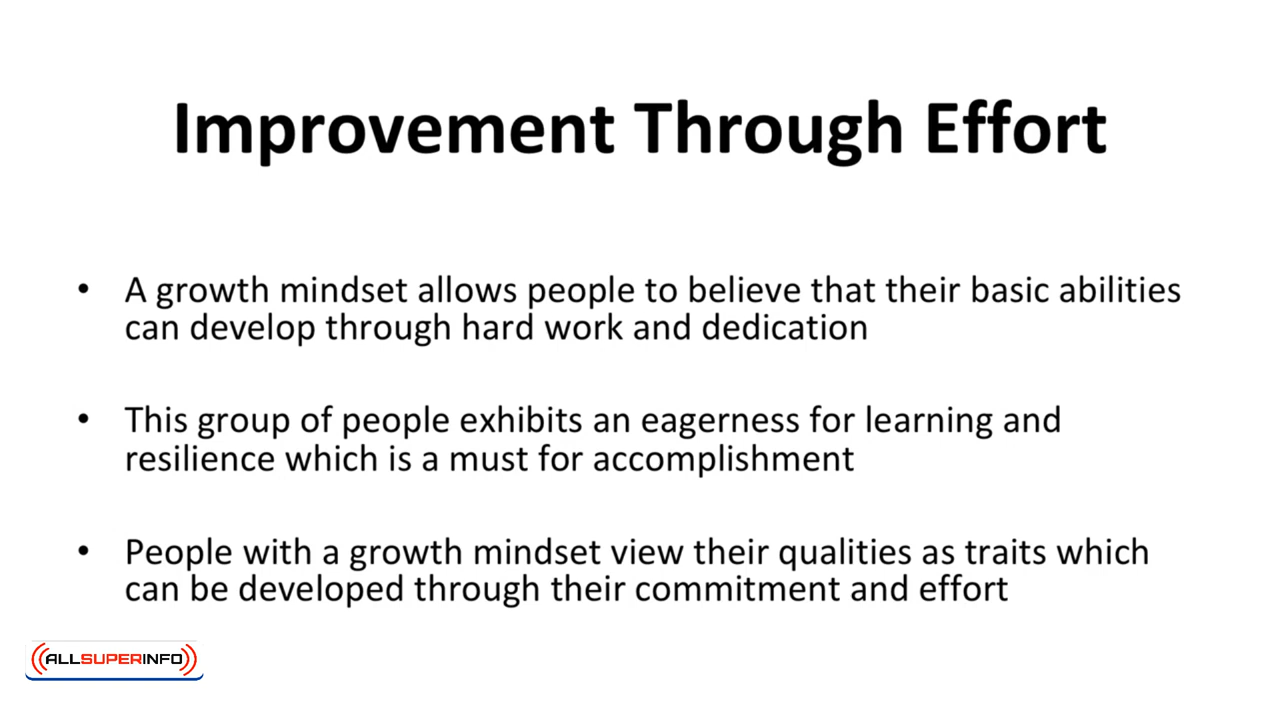 Improvement Through Effort
• A growth mindset allows people to believe that their basic abilities
can develop through hard work and dedication
• This group of people exhibits an eagerness for learning and
resilience which is a must for accomplishment
• People with a growth mindset view their qualities as traits which
can be developed through their commitment and effort
ALLSUPERINFO